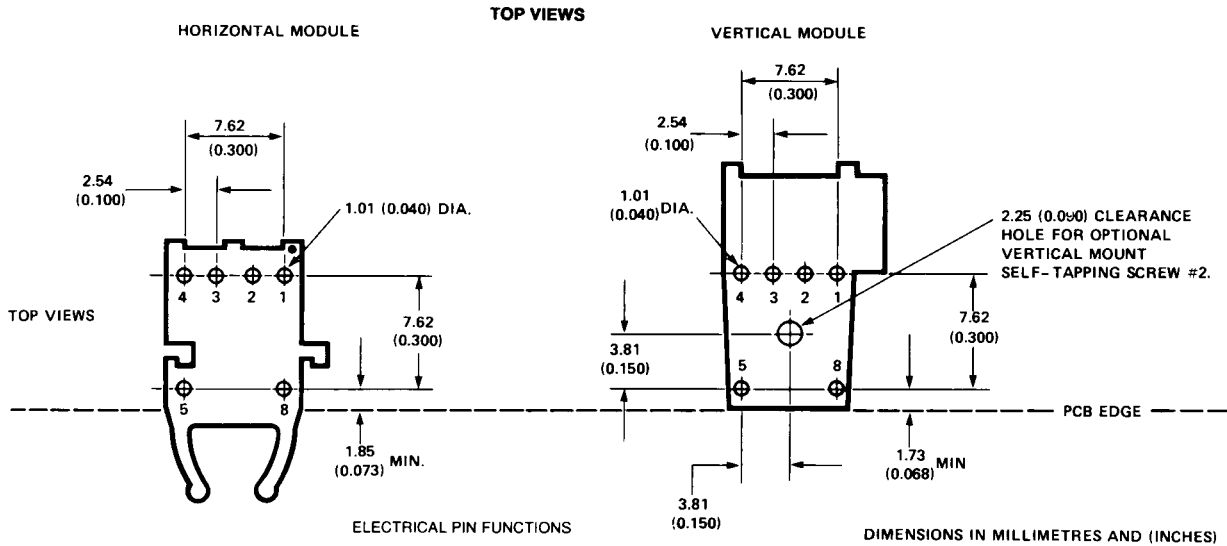 TOP VIEWS
HORIZONTAL MODULE
VERTICAL MODULE
7.62
(0.300)
2.54
(0.100)
1.01 (0.040) DIA.
4 3 2 1
7.62
(0.300)
TOP VIEWS
5 8
1.85
(0.073) MIN.
7.62
(0.300)
2.54
(0.100)
1.01
(0.040) DIA.
2.25 (0.090) CLEARANCE
HOLE FOR OPTIONAL
VERTICAL MOUNT
SELF-TAPPING SCREW #2.
4 3 2 1
7.62
(0.300)
3.81
(0.150)
5 8
PCB EDGE
1.73
(0.068) MIN
3.81
(0.150)
ELECTRICAL PIN FUNCTIONS
DIMENSIONS IN MILLIMETRES AND (INCHES)